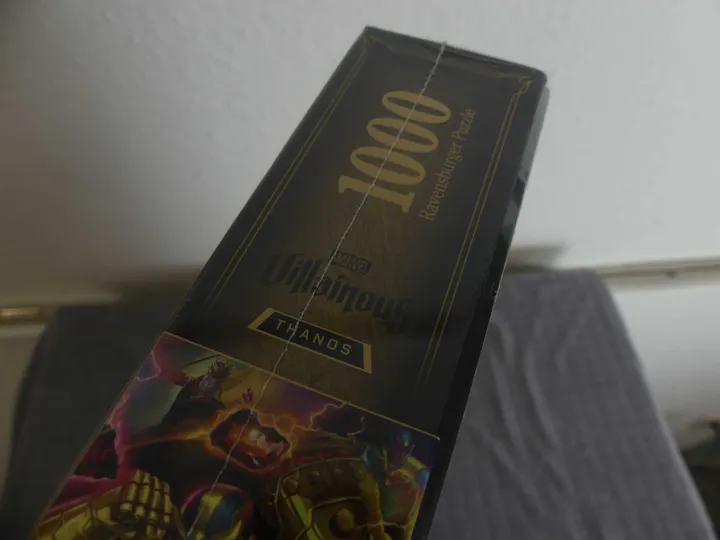 1000
Ravensburger Puzzle
MARVEL
Villainous
THANOS